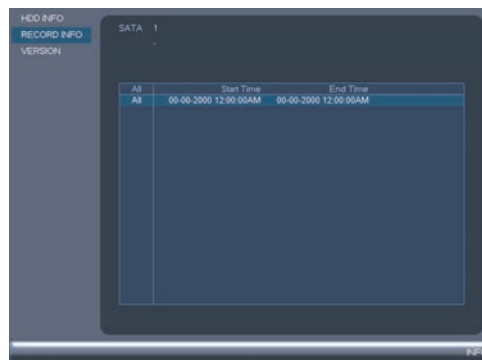 HDD INFO
RECORD INFO
VERSION
SATA 1
-
All Start Time End Time
All 00-00-2000 12:00:00AM 00-00-2000 12:00:00AM